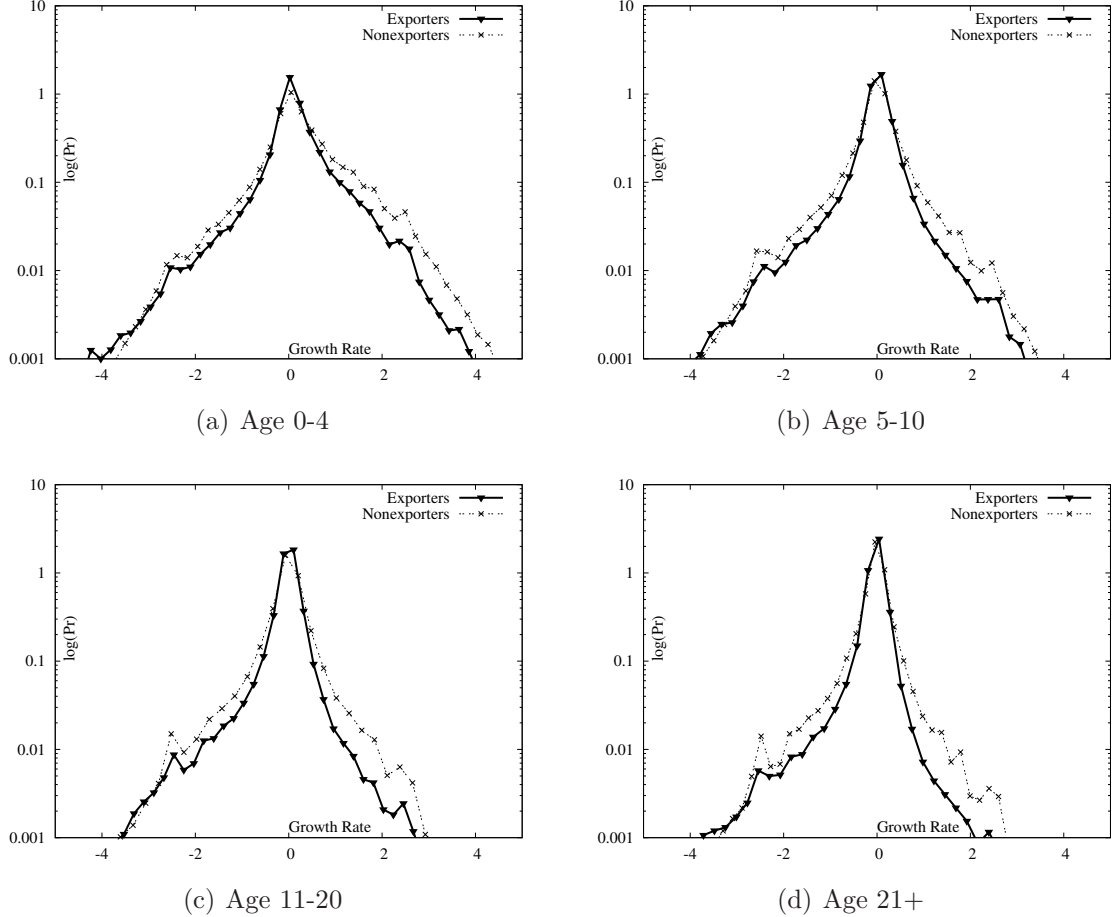 10
1
0.1
0.01
0.001
log(Pr)
Exporters
Nonexporters
Growth Rate
-4 -2 0 2 4
(a) Age 0-4
10
1
0.1
0.01
0.001
log(Pr)
Exporters
Nonexporters
Growth Rate
-4 -2 0 2 4
(b) Age 5-10
10
1
0.1
0.01
0.001
log(Pr)
Exporters
Nonexporters
Growth Rate
-4 -2 0 2 4
(c) Age 11-20
10
1
0.1
0.01
0.001
log(Pr)
Exporters
Nonexporters
Growth Rate
-4 -2 0 2 4
(d) Age 21+